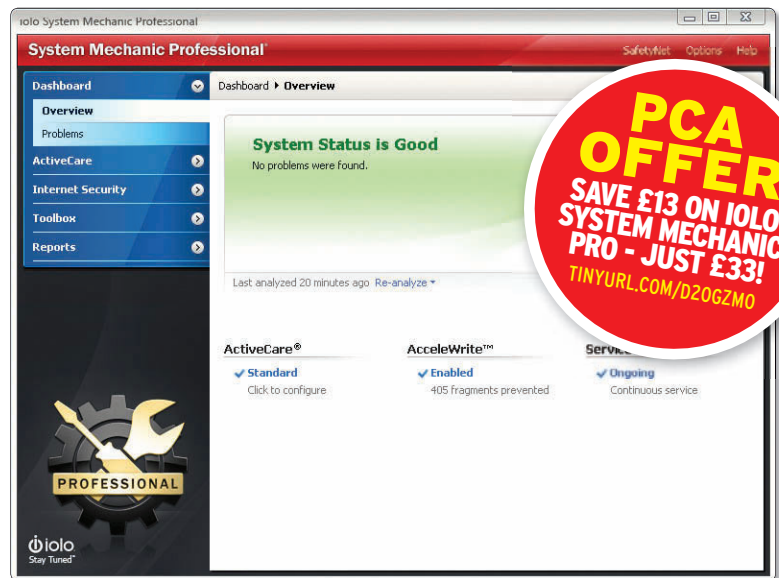 iolo System Mechanic Professional
System Mechanic Professional
SafetyNet Options Help
Dashboard
Overview
Problems
ActiveCare
Internet Security
Toolbox
Reports
Dashboard Overview
System Status is Good
No problems were found.
Last analyzed 20 minutes ago Re-analyze
ActiveCare®
Standard
Click to configure
AcceleWrite™
Enabled
405 fragments prevented
Ongoing
Continuous service
PCA
OFFER
SAVE £13 ON IOLO
SYSTEM MECHANIC
PRO - JUST £33!
TINYURL.COM/D2OGZMO
PROFESSIONAL
iolo
Stay Tuned